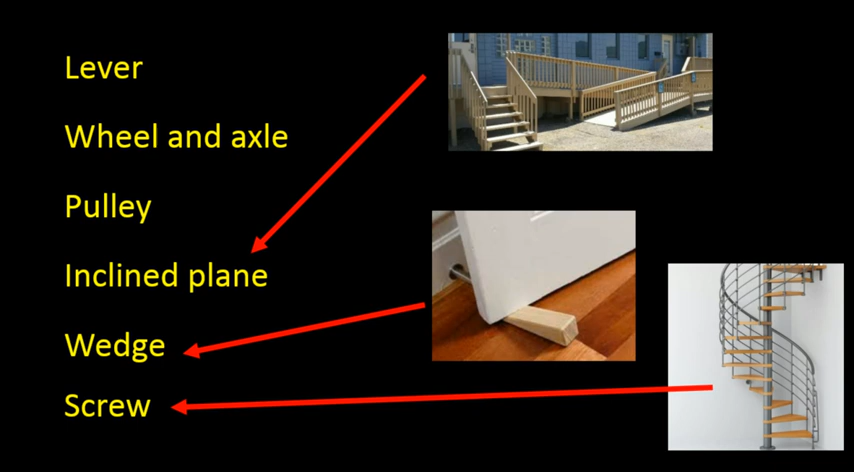 Lever
Wheel and axle
Pulley
Inclined plane
Wedge
Screw